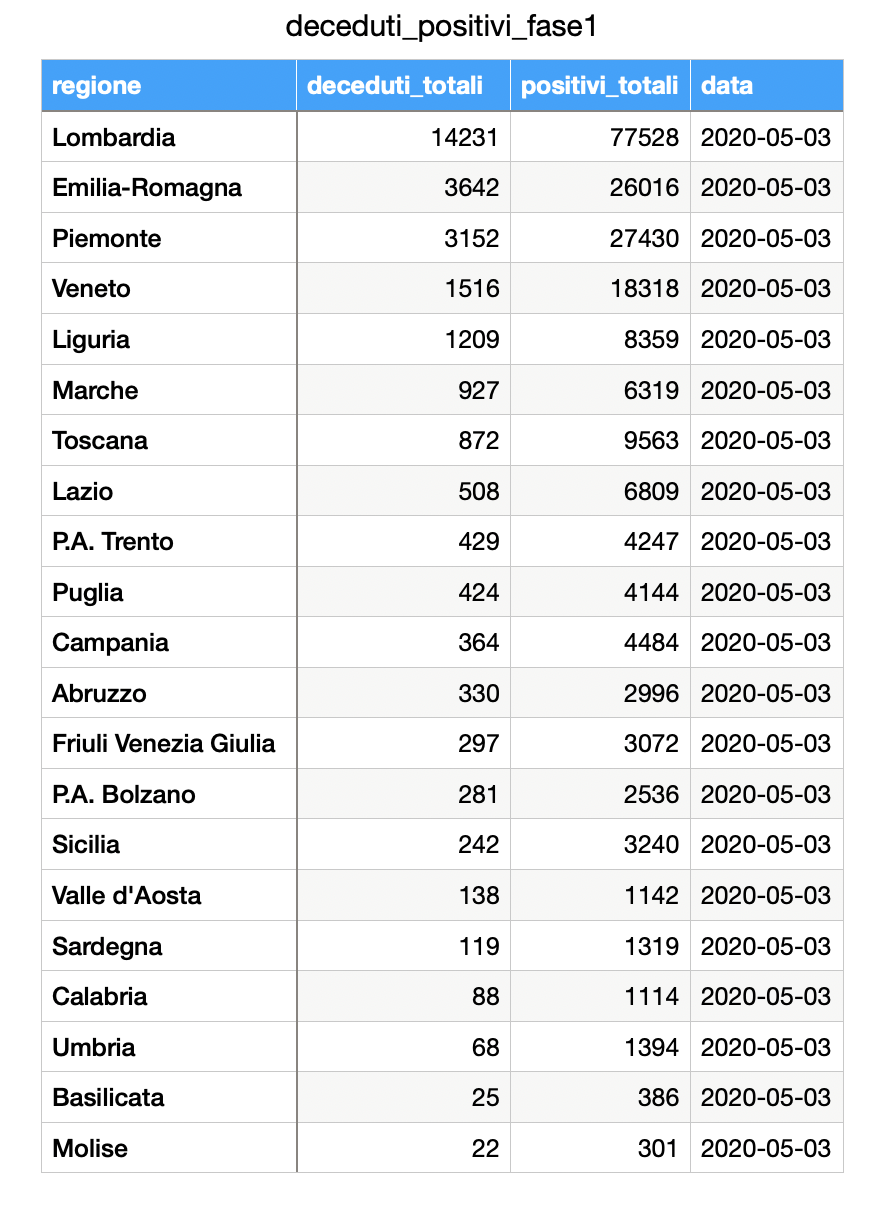 deceduti_positivi_fase1
regione deceduti_totali positivi_totali data
Lombardia 14231 77528 2020-05-03
Emilia-Romagna 3642 26016 2020-05-03
Piemonte 3152 27430 2020-05-03
Veneto 1516 18318 2020-05-03
Liguria 1209 8359 2020-05-03
Marche 927 6319 2020-05-03
Toscana 872 9563 2020-05-03
Lazio 508 6809 2020-05-03
P.A. Trento 429 4247 2020-05-03
Puglia 424 4144 2020-05-03
Campania 364 4484 2020-05-03
Abruzzo 330 2996 2020-05-03
Friuli Venezia Giulia 297 3072 2020-05-03
P.A. Bolzano 281 2536 2020-05-03
Sicilia 242 3240 2020-05-03
Valle d'Aosta 138 1142 2020-05-03
Sardegna 119 1319 2020-05-03
Calabria 88 1114 2020-05-03
Umbria 68 1394 2020-05-03
Basilicata 25 386 2020-05-03
Molise 22 301 2020-05-03